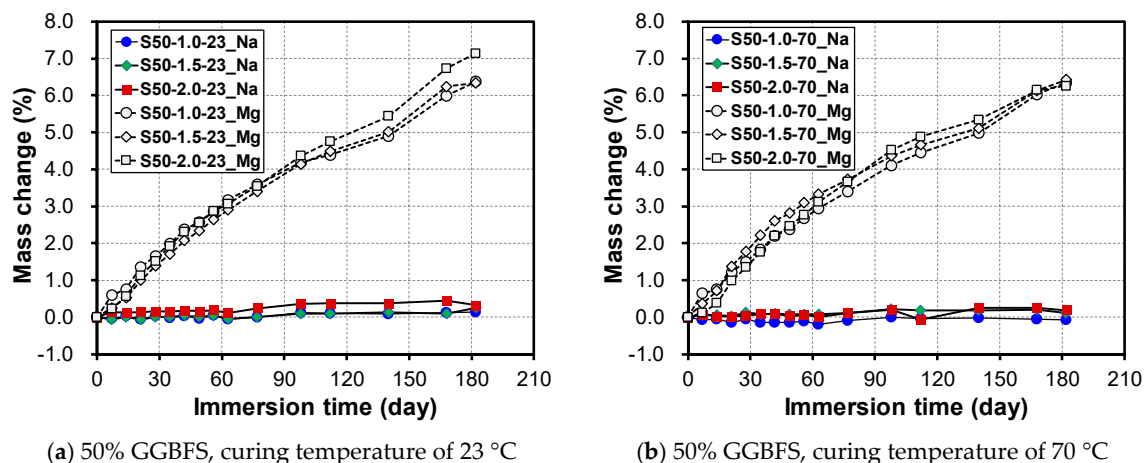 8.0
7.0
6.0
5.0
4.0
3.0
2.0
1.0
0.0
-1.0
Mass change (%)
S50-1.0-23_Na
S50-1.5-23_Na
S50-2.0-23_Na
S50-1.0-23_Mg
S50-1.5-23_Mg
S50-2.0-23_Mg
0 30 60 90 120 150 180 210
Immersion time (day)
(a) 50% GGBFS, curing temperature of 23 °C
8.0
7.0
6.0
5.0
4.0
3.0
2.0
1.0
0.0
-1.0
Mass change (%)
S50-1.0-70_Na
S50-1.5-70_Na
S50-2.0-70_Na
S50-1.0-70_Mg
S50-1.5-70_Mg
S50-2.0-70_Mg
0 30 60 90 120 150 180 210
Immersion time (day)
(b) 50% GGBFS, curing temperature of 70 °C